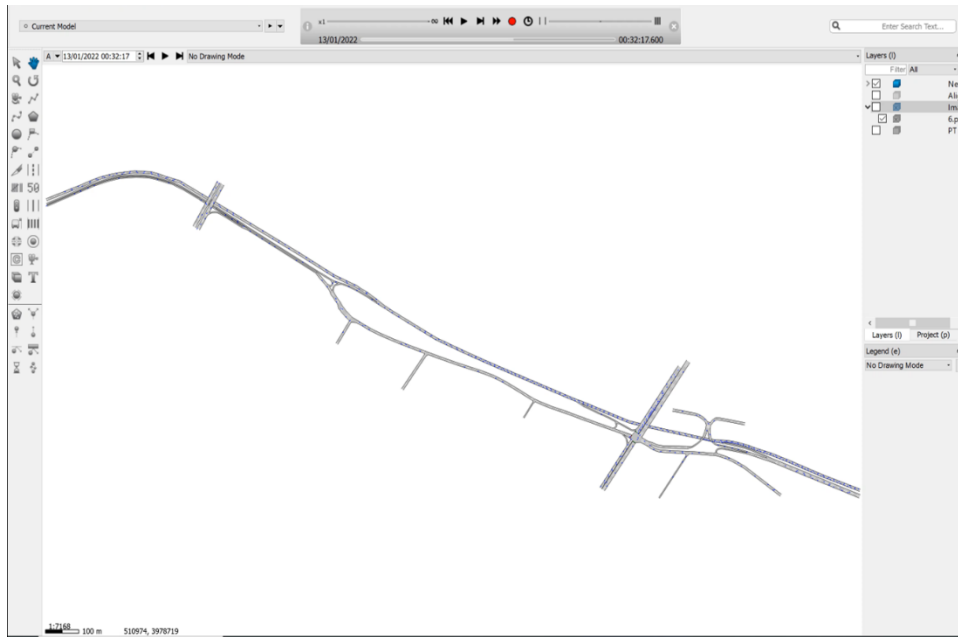 Current Model
x1
∞
13/01/2022
00:32:17.600
Enter Search Text...
A
13/01/2022 00:32:17
No Drawing Mode
Layers (l)
Filter
All
Ne
Ali
Ima
6.p
PT
50
T
Layers (l)
Project (p)
Legend (e)
No Drawing Mode
1:7168
100 m
510974, 3978719